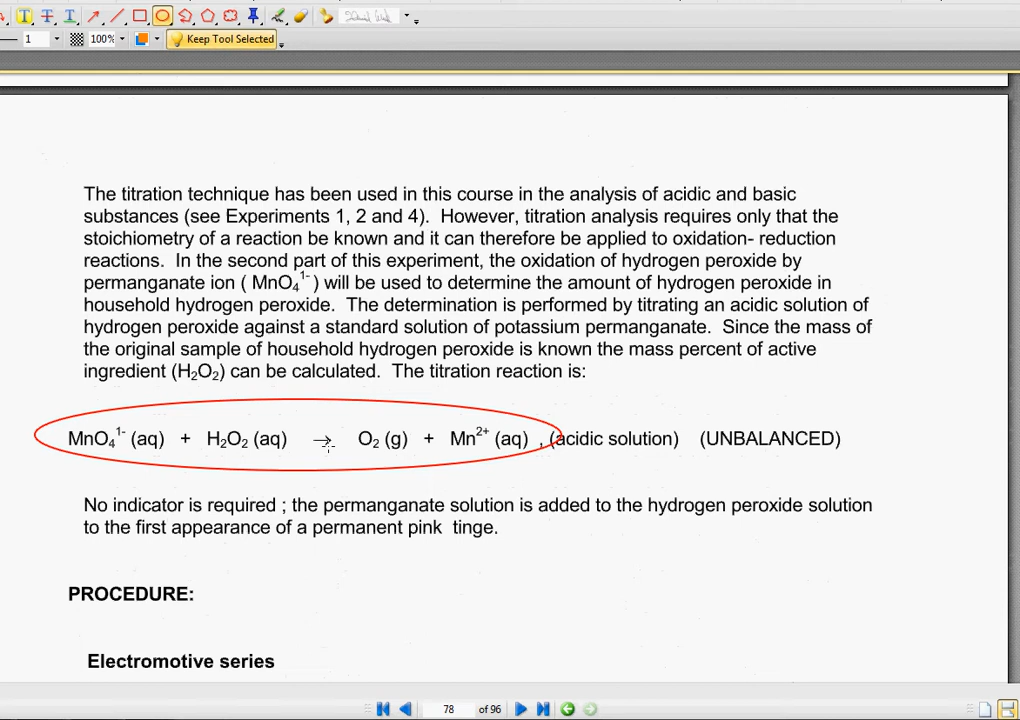 1
100%
Keep Tool Selected
The titration technique has been used in this course in the analysis of acidic and basic
substances (see Experiments 1, 2 and 4). However, titration analysis requires only that the
stoichiometry of a reaction be known and it can therefore be applied to oxidation- reduction
reactions. In the second part of this experiment, the oxidation of hydrogen peroxide by
permanganate ion ( MnO₄¹⁻ ) will be used to determine the amount of hydrogen peroxide in
household hydrogen peroxide. The determination is performed by titrating an acidic solution of
hydrogen peroxide against a standard solution of potassium permanganate. Since the mass of
the original sample of household hydrogen peroxide is known the mass percent of active
ingredient (H₂O₂) can be calculated. The titration reaction is:
MnO₄¹⁻ (aq) + H₂O₂ (aq) → O₂ (g) + Mn²⁺ (aq) , (acidic solution) (UNBALANCED)
No indicator is required ; the permanganate solution is added to the hydrogen peroxide solution
to the first appearance of a permanent pink tinge.
PROCEDURE:
Electromotive series
78 of 96